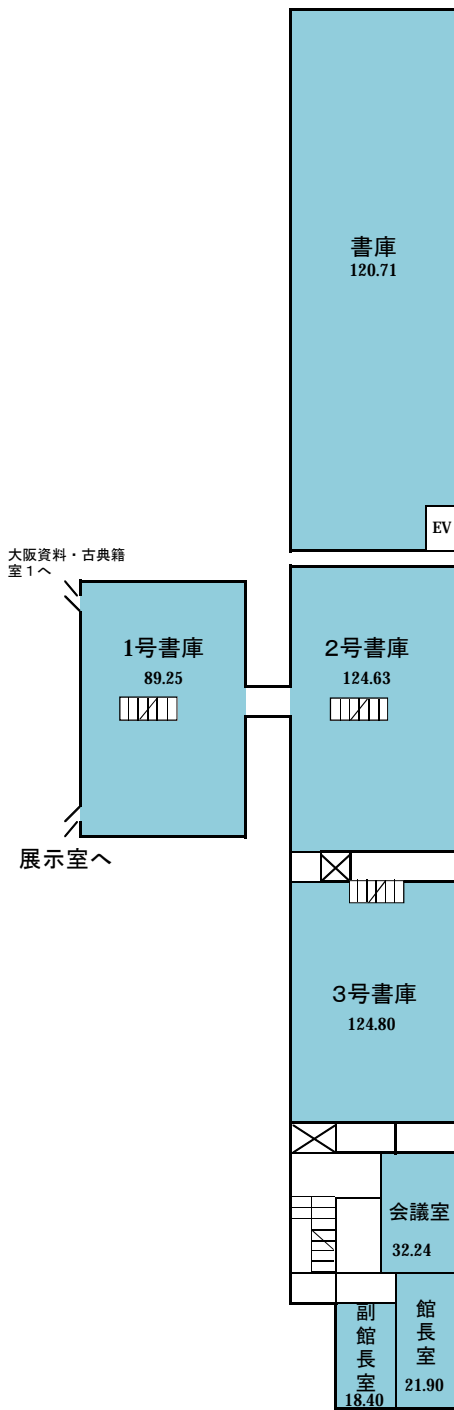 書庫
120.71
EV
大阪資料・古典籍
室１へ
1号書庫
89.25
２号書庫
124.63
展示室へ
３号書庫
124.80
会議室
32.24
副館長室
18.40
館長室
21.90